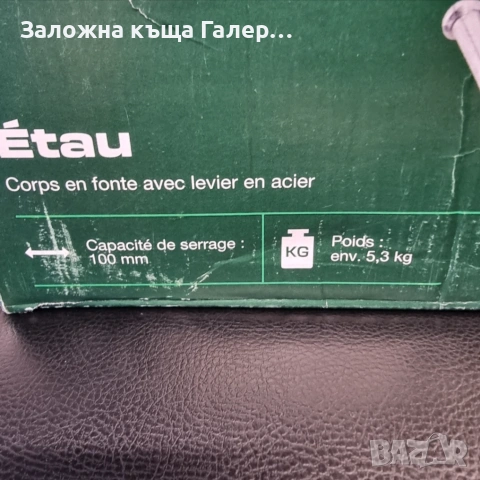 Заложна къща Галер...
Étau
Corps en fonte avec levier en acier
Capacité de serrage :
100 mm
KG
Poids :
env. 5,3 kg
BAZAR